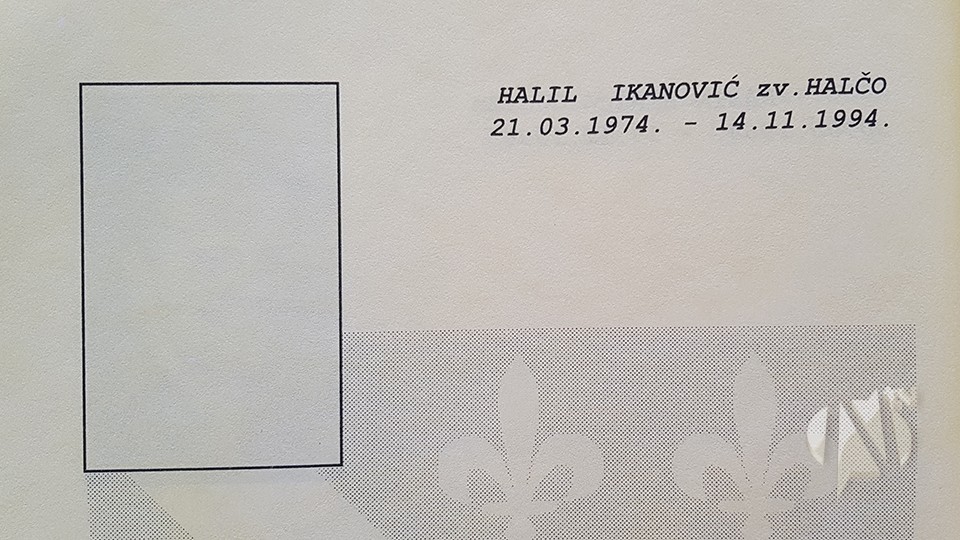 HALIL IKANOVIĆ zv.HALČO
21.03.1974. - 14.11.1994.